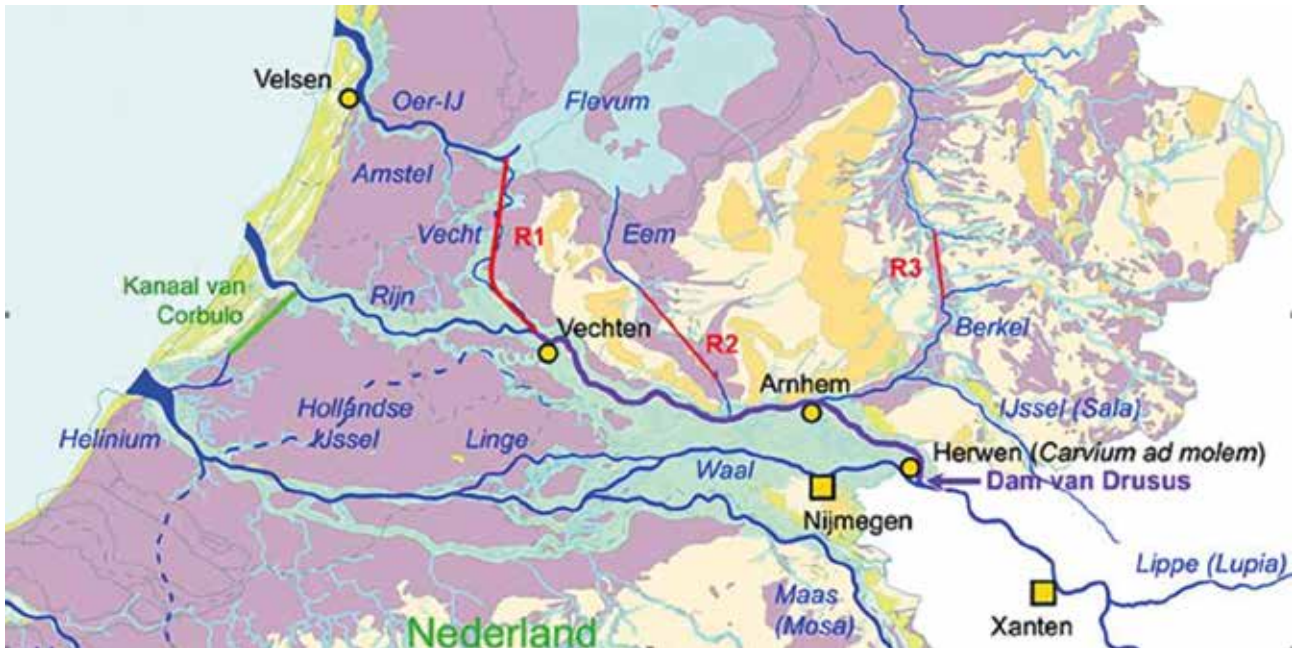 Velsen
Oer-IJ
Flevum
Amstel
Vecht
R1
Eem
R3
Kanaal van
Corbulo
Rijn
Vechten
R2
Berkel
Arnhem
Hollandse
IJssel
Linge
IJssel (Sala)
Helinium
Waal
Herwen (Carvium ad molem)
Dam van Drusus
Nijmegen
Lippe (Lupia)
Maas
(Mosa)
Xanten
Nederland